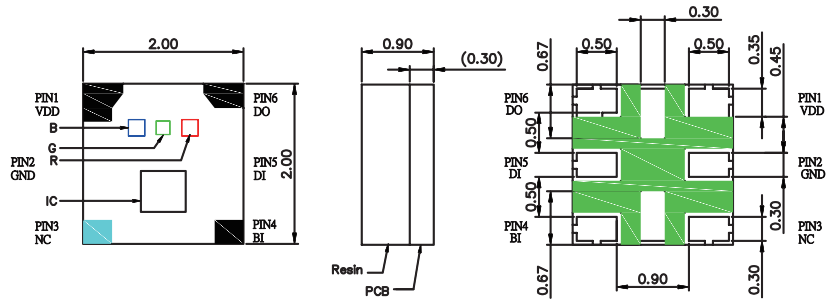 2.00
PIN1
VDD
B
G
PIN2
GND
R
IC
PIN3
NC
PIN6
DO
PIN5
DI
2.00
PIN4
BI
0.90
(0.30)
Resin
PCB
0.30
0.67
0.50
0.50
0.35
0.45
PIN6
DO
PIN1
VDD
0.50
PIN5
DI
PIN2
GND
0.50
0.30
PIN4
BI
PIN3
NC
0.67
0.90
0.30